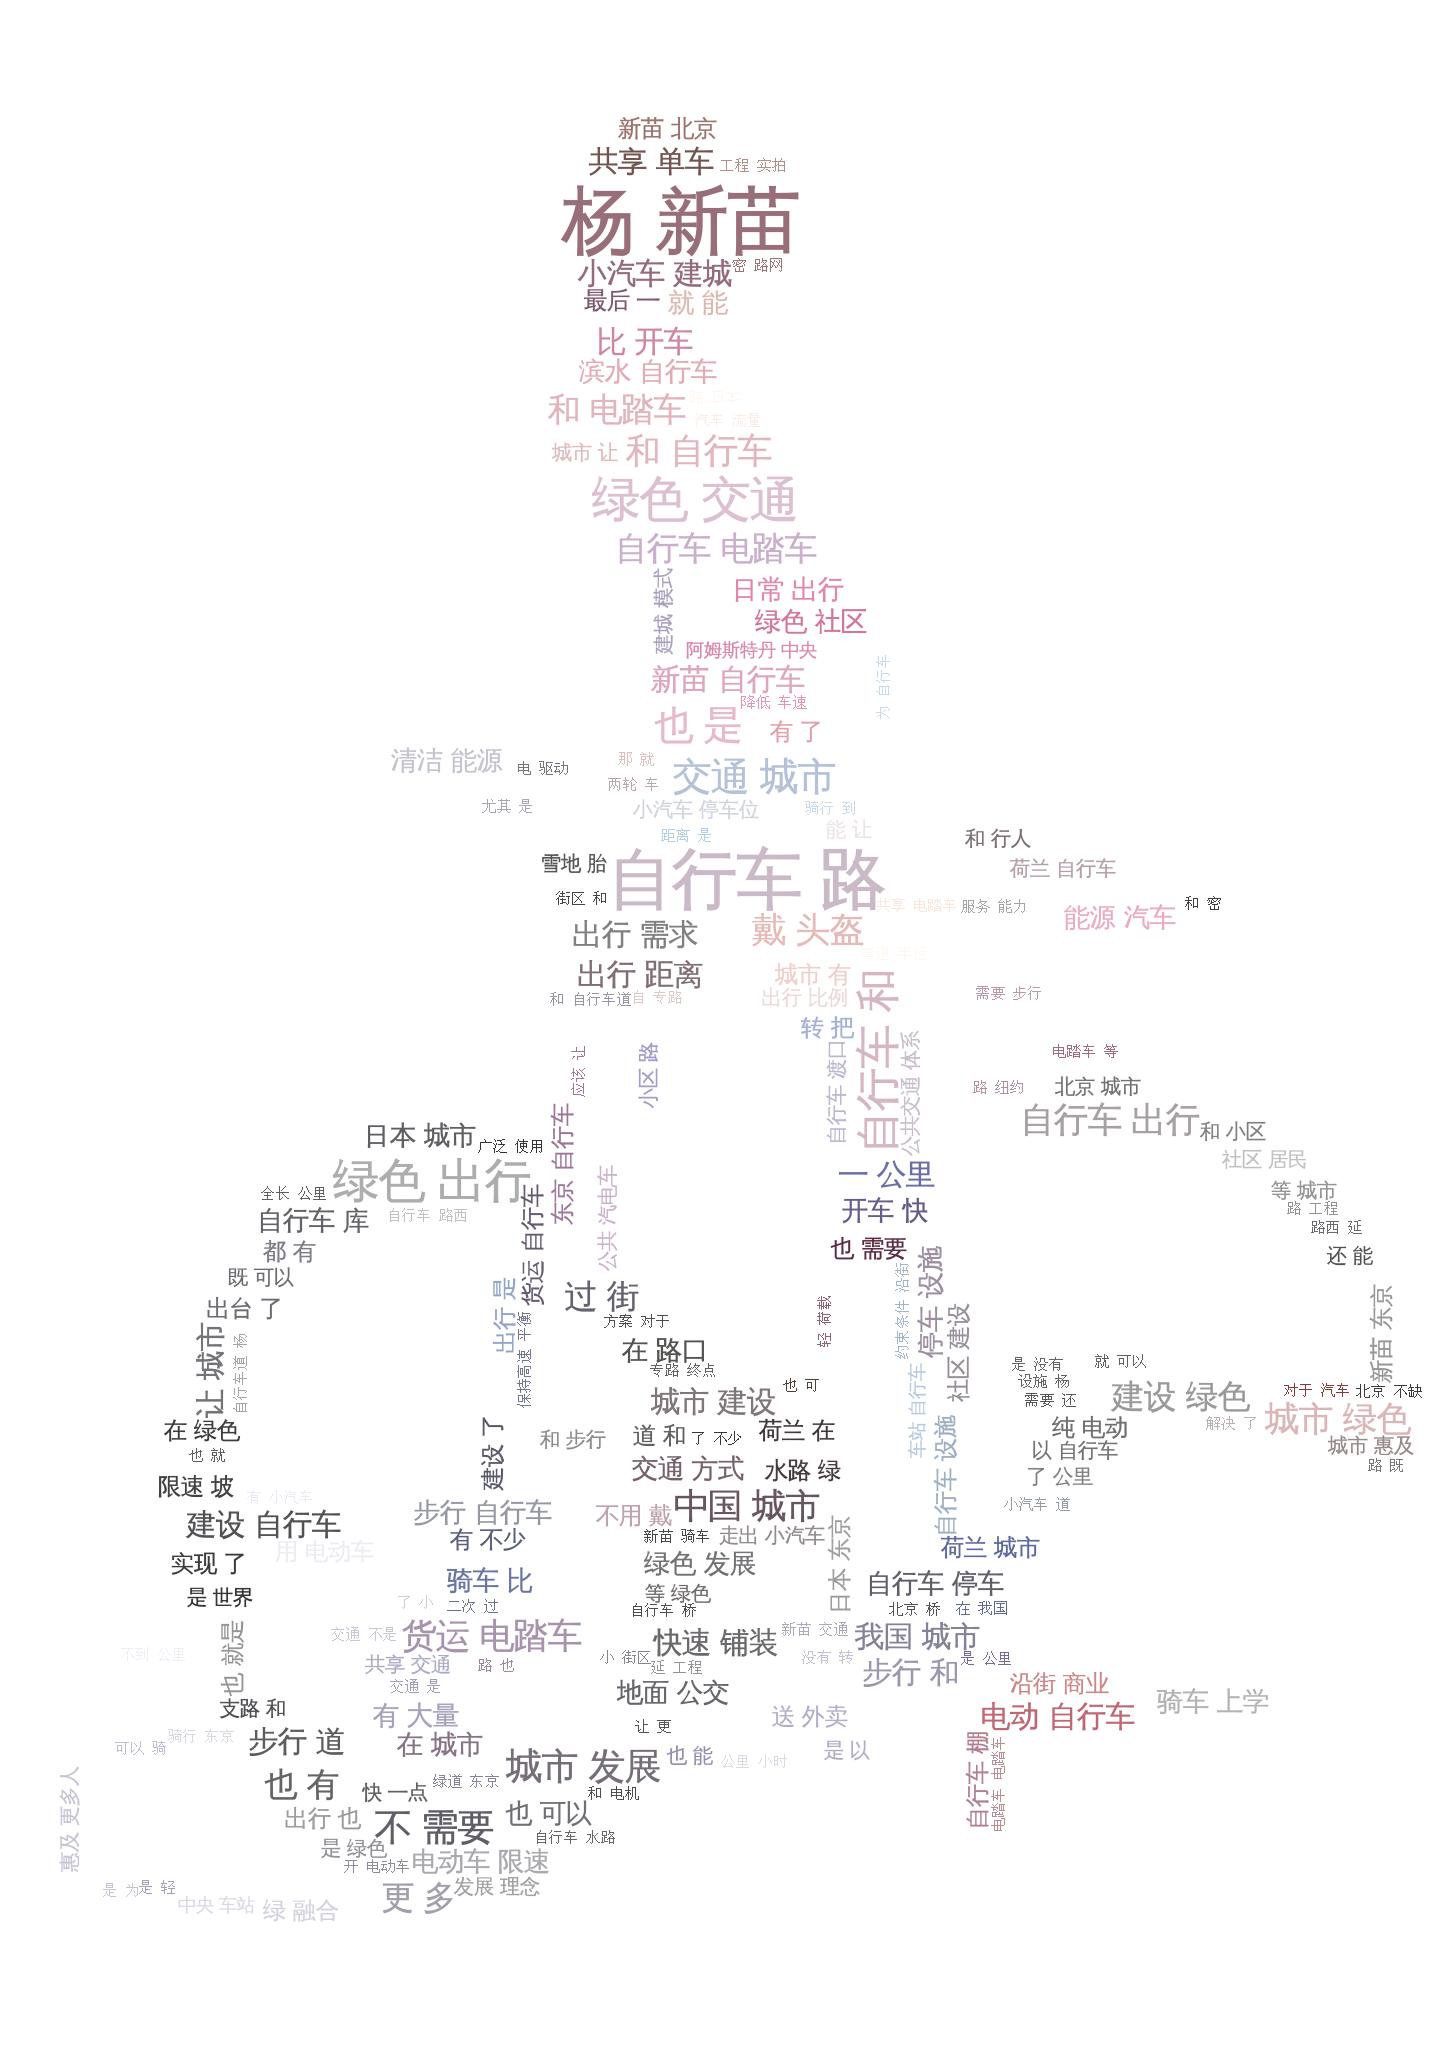 新苗 北京
共享 单车
工程 实拍
杨 新苗
小汽车 建城
密 路网
最后 一
就 能
比 开车
滨水 自行车
和 电踏车
汽车 流量
城市 让
和 自行车
绿色 交通
自行车 电踏车
建城 模式
日常 出行
绿色 社区
阿姆斯特丹 中央
新苗 自行车
为 自行车
降低 车速
也 是
有 了
清洁 能源
电 驱动
那 就
交通 城市
两轮 车
尤其 是
小汽车 停车位
骑行 到
距离 是
能 让
和 行人
雪地 胎
自行车 路
荷兰 自行车
街区 和
共享 电踏车
服务 能力
能源 汽车
和 密
出行 需求
戴 头盔
出行 距离
城市 有
和 自行车道
自 专路
出行 比例
自行车 和
需要 步行
转 把
应该 让
小区 路
自行车 渡口
公共交通 体系
电踏车 等
路 纽约
北京 城市
自行车 出行
和 小区
日本 城市
广泛 使用
东京 自行车
绿色 出行
公共 汽电车
一 公里
社区 居民
全长 公里
自行车 库
自行车 路西
货运 自行车
开车 快
等 城市
路 工程
路西 延
都 有
也 需要
还 能
既 可以
出行 是
过 街
约束条件 沿街
停车 设施
出台 了
保持高速 平衡
方案 对于
轻 荷载
社区 建设
新苗 东京
让 城市
自行车道 杨
在 路口
专路 终点
是 没有
就 可以
设施 杨
城市 建设
也 可
车站 自行车
需要 还
建设 绿色
对于 汽车
北京 不缺
在 绿色
建设 了
和 步行
道 和
了 不少
荷兰 在
自行车 设施
纯 电动
解决 了
城市 绿色
也 就
以 自行车
城市 惠及
限速 坡
交通 方式
水路 绿
了 公里
路 既
有 小汽车
步行 自行车
不用 戴
中国 城市
小汽车 道
建设 自行车
有 不少
新苗 骑车
走出 小汽车
日本 东京
荷兰 城市
用 电动车
实现 了
绿色 发展
骑车 比
自行车 停车
是 世界
等 绿色
了 小
二次 过
自行车 桥
北京 桥
在 我国
也 就是
交通 不是
货运 电踏车
快速 铺装
新苗 交通
我国 城市
不到 公里
共享 交通
路 也
小 街区
延 工程
没有 转
步行 和
是 公里
交通 是
地面 公交
沿街 商业
骑车 上学
支路 和
有 大量
让 更
送 外卖
电动 自行车
骑行 东京
可以 骑
步行 道
在 城市
城市 发展
也 能
公里 小时
是 以
自行车 棚
电踏车 电踏车
惠及 更多人
也 有
快 一点
绿道 东京
和 电机
出行 也
不 需要
也 可以
自行车 水路
是 绿色
开 电动车
电动车 限速
是 为
是 轻
中央 车站
绿 融合
更 多
发展 理念